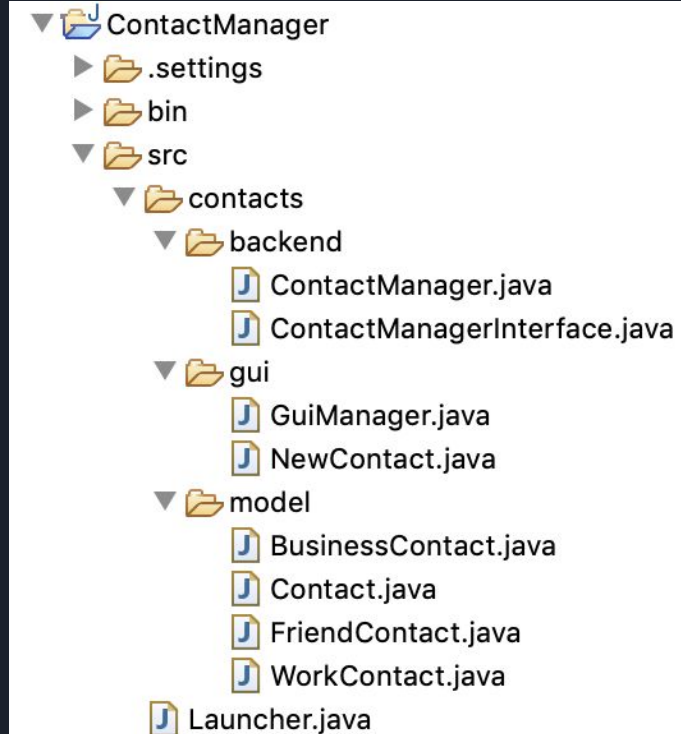 ContactManager
.settings
bin
src
contacts
backend
ContactManager.java
ContactManagerInterface.java
gui
GuiManager.java
NewContact.java
model
BusinessContact.java
Contact.java
FriendContact.java
WorkContact.java
Launcher.java